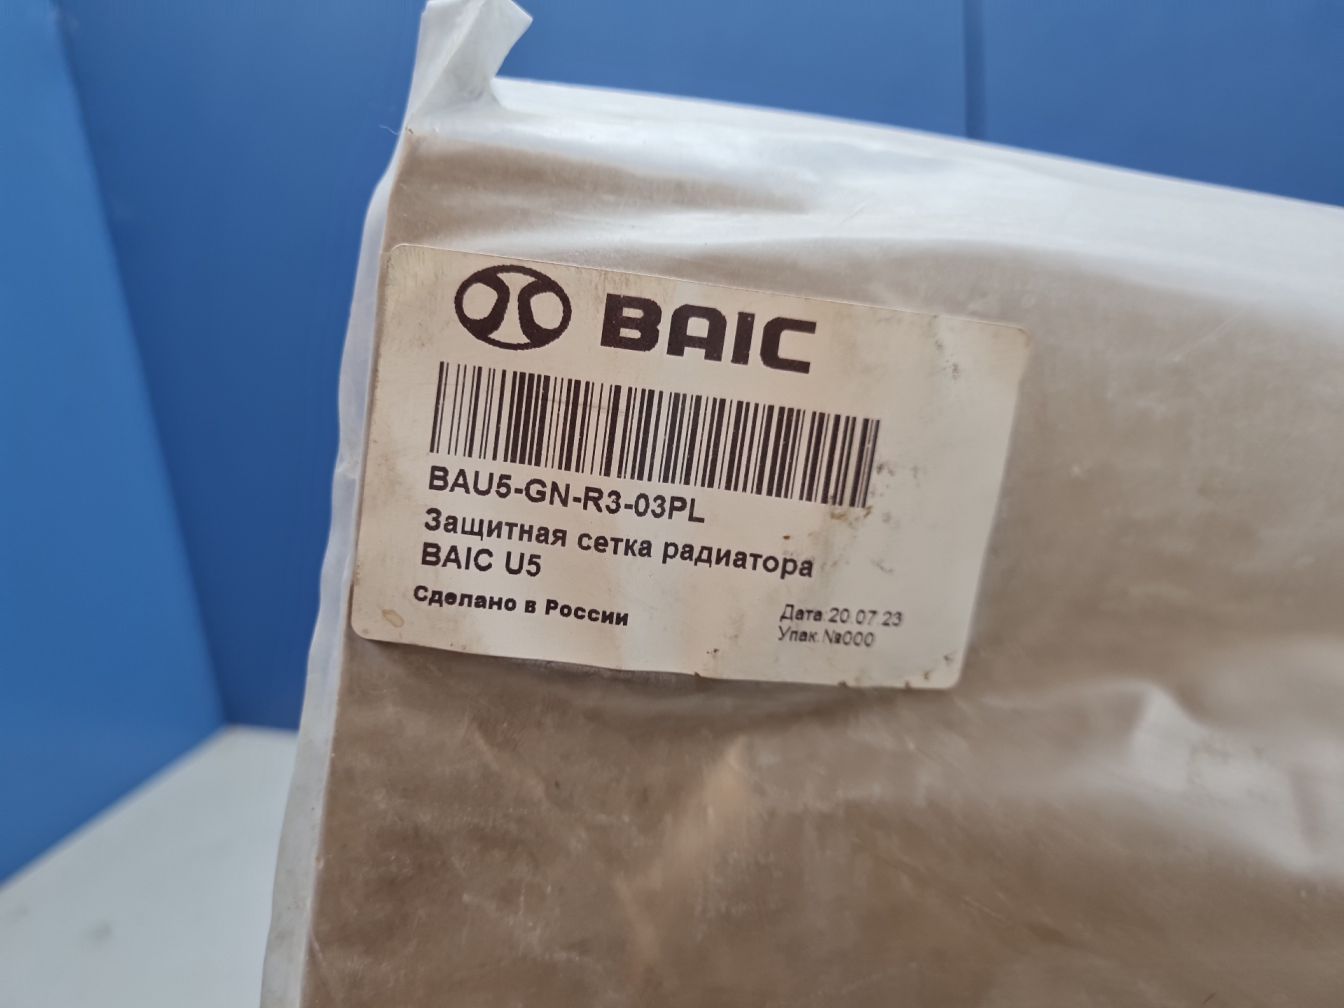 BAIC
BAU5-GN-R3-03PL
Защитная сетка радиатора
BAIC U5
Сделано в России
Дата:20.07.23
Упак.№000